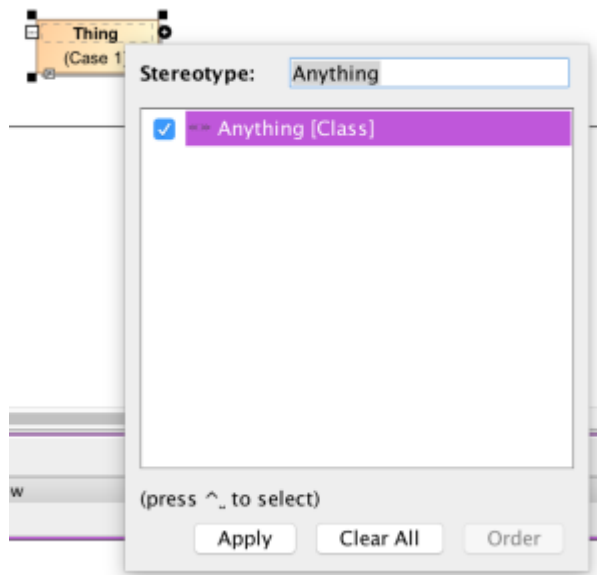 Thing
(Case 1)
Stereotype: Anything
«» Anything [Class]
w
(press ^⎵ to select)
Apply Clear All Order